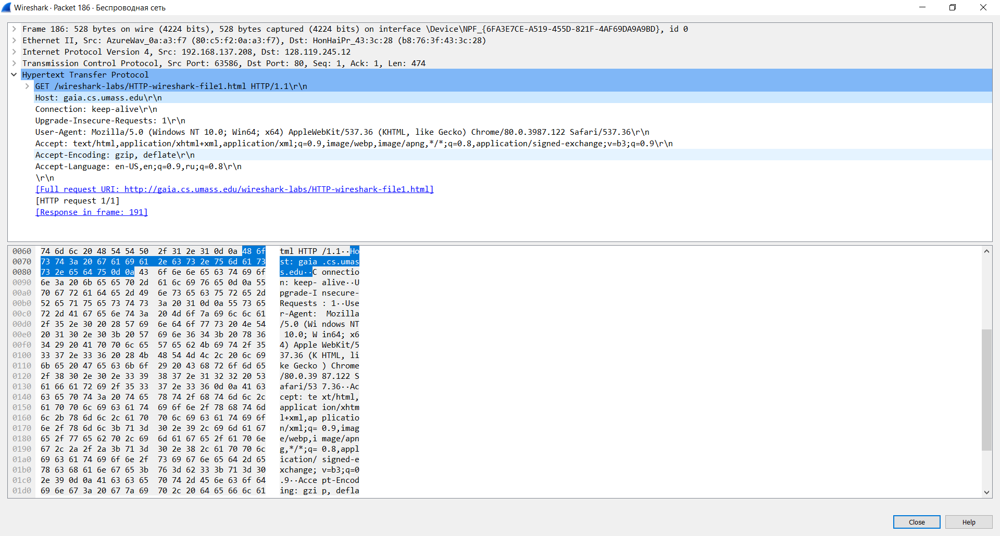 Wireshark · Packet 186 · Беспроводная сеть
Frame 186: 528 bytes on wire (4224 bits), 528 bytes captured (4224 bits) on interface \Device\NPF_{6FA3E7CE-A519-455D-821F-4AF69DA9A9BD}, id 0
Ethernet II, Src: AzureWav_0a:a3:f7 (80:c5:f2:0a:a3:f7), Dst: HonHaiPr_43:3c:28 (b8:76:3f:43:3c:28)
Internet Protocol Version 4, Src: 192.168.137.208, Dst: 128.119.245.12
Transmission Control Protocol, Src Port: 63586, Dst Port: 80, Seq: 1, Ack: 1, Len: 474
Hypertext Transfer Protocol
GET /wireshark-labs/HTTP-wireshark-file1.html HTTP/1.1\r\n
Host: gaia.cs.umass.edu\r\n
Connection: keep-alive\r\n
Upgrade-Insecure-Requests: 1\r\n
User-Agent: Mozilla/5.0 (Windows NT 10.0; Win64; x64) AppleWebKit/537.36 (KHTML, like Gecko) Chrome/80.0.3987.122 Safari/537.36\r\n
Accept: text/html,application/xhtml+xml,application/xml;q=0.9,image/webp,image/apng,*/*;q=0.8,application/signed-exchange;v=b3;q=0.9\r\n
Accept-Encoding: gzip, deflate\r\n
Accept-Language: en-US,en;q=0.9,ru;q=0.8\r\n
\r\n
[Full request URI: http://gaia.cs.umass.edu/wireshark-labs/HTTP-wireshark-file1.html]
[HTTP request 1/1]
[Response in frame: 191]
0060 74 6d 6c 20 48 54 54 50 2f 31 2e 31 0d 0a 48 6f tml HTTP /1.1··Ho
0070 73 74 3a 20 67 61 69 61 2e 63 73 2e 75 6d 61 73 st: gaia .cs.umas
0080 73 2e 65 64 75 0d 0a 43 6f 6e 6e 65 63 74 69 6f s.edu··C onnectio
0090 6e 3a 20 6b 65 65 70 2d 61 6c 69 76 65 0d 0a 55 n: keep- alive··U
00a0 70 67 72 61 64 65 2d 49 6e 73 65 63 75 72 65 2d pgrade-I nsecure-
00b0 52 65 71 75 65 73 74 73 3a 20 31 0d 0a 55 73 65 Requests : 1··Use
00c0 72 2d 41 67 65 6e 74 3a 20 4d 6f 7a 69 6c 6c 61 r-Agent: Mozilla
00d0 2f 35 2e 30 20 28 57 69 6e 64 6f 77 73 20 4e 54 /5.0 (Wi ndows NT
00e0 20 31 30 2e 30 3b 20 57 69 6e 36 34 3b 20 78 36 10.0; W in64; x6
00f0 34 29 20 41 70 70 6c 65 57 65 62 4b 69 74 2f 35 4) Apple WebKit/5
0100 33 37 2e 33 36 20 28 4b 48 54 4d 4c 2c 20 6c 69 37.36 (K HTML, li
0110 6b 65 20 47 65 63 6b 6f 29 20 43 68 72 6f 6d 65 ke Gecko ) Chrome
0120 2f 38 30 2e 30 2e 33 39 38 37 2e 31 32 32 20 53 /80.0.39 87.122 S
0130 61 66 61 72 69 2f 35 33 37 2e 33 36 0d 0a 41 63 afari/53 7.36··Ac
0140 63 65 70 74 3a 20 74 65 78 74 2f 68 74 6d 6c 2c cept: te xt/html,
0150 61 70 70 6c 69 63 61 74 69 6f 6e 2f 78 68 74 6d applicat ion/xhtm
0160 6c 2b 78 6d 6c 2c 61 70 70 6c 69 63 61 74 69 6f l+xml,ap plicatio
0170 6e 2f 78 6d 6c 3b 71 3d 30 2e 39 2c 69 6d 61 67 n/xml;q= 0.9,imag
0180 65 2f 77 65 62 70 2c 69 6d 61 67 65 2f 61 70 6e e/webp,i mage/apn
0190 67 2c 2a 2f 2a 3b 71 3d 30 2e 38 2c 61 70 70 6c g,*/*;q= 0.8,appl
01a0 69 63 61 74 69 6f 6e 2f 73 69 67 6e 65 64 2d 65 ication/ signed-e
01b0 78 63 68 61 6e 67 65 3b 76 3d 62 33 3b 71 3d 30 xchange; v=b3;q=0
01c0 2e 39 0d 0a 41 63 63 65 70 74 2d 45 6e 63 6f 64 .9··Acce pt-Encod
01d0 69 6e 67 3a 20 67 7a 69 70 2c 20 64 65 66 6c 61 ing: gzi p, defla
Close Help